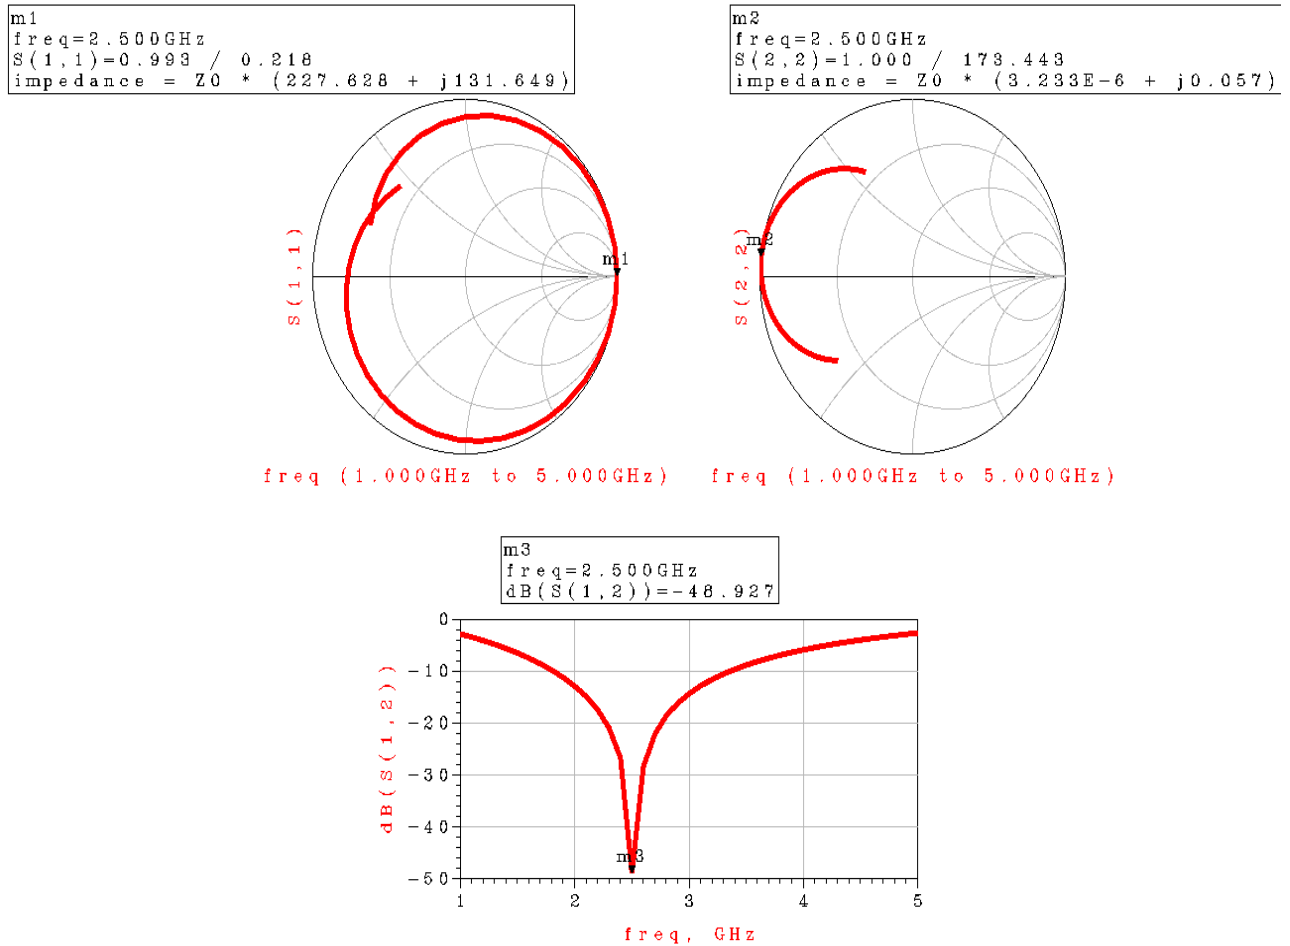 m1
freq=2.500GHz
S(1,1)=0.993 / 0.218
impedance = Z0 * (227.628 + j131.649)
m2
freq=2.500GHz
S(2,2)=1.000 / 173.443
impedance = Z0 * (3.233E-6 + j0.057)
S(1,1)
m1
freq (1.000GHz to 5.000GHz)
S(2,2)
m2
freq (1.000GHz to 5.000GHz)
m3
freq=2.500GHz
dB(S(1,2))=-48.927
dB(S(1,2))
0
-10
-20
-30
-40
-50
m3
1 2 3 4 5
freq, GHz